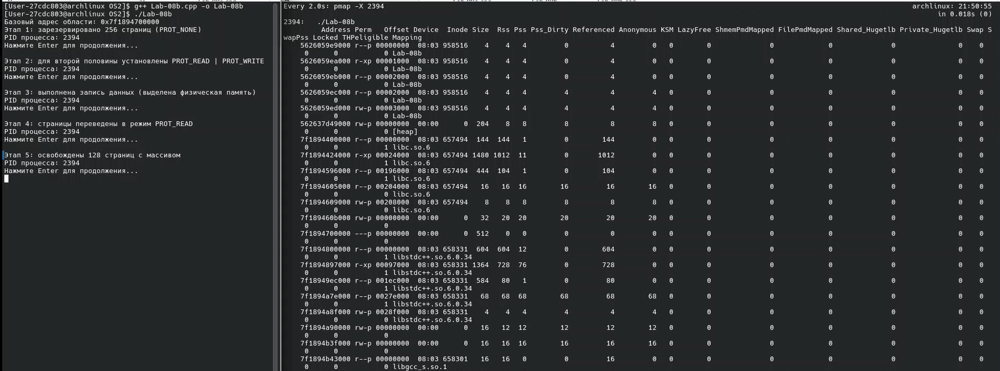 [User-27cdc803@archlinux OS2]$ g++ Lab-08b.cpp -o Lab-08b
[User-27cdc803@archlinux OS2]$ ./Lab-08b
Базовый адрес области: 0x7f1894700000
Этап 1: зарезервировано 256 страниц (PROT_NONE)
PID процесса: 2394
Нажмите Enter для продолжения...
Этап 2: для второй половины установлены PROT_READ | PROT_WRITE
PID процесса: 2394
Нажмите Enter для продолжения...
Этап 3: выполнена запись данных (выделена физическая память)
PID процесса: 2394
Нажмите Enter для продолжения...
Этап 4: страницы переведены в режим PROT_READ
PID процесса: 2394
Нажмите Enter для продолжения...
Этап 5: освобождены 128 страниц с массивом
PID процесса: 2394
Нажмите Enter для продолжения...
Every 2.0s: pmap -X 2394 archlinux: 21:50:55
in 0.018s (0)
2394: ./Lab-08b
Address Perm Offset Device Inode Size Rss Pss Pss_Dirty Referenced Anonymous KSM LazyFree ShmemPmdMapped FilePmdMapped Shared_Hugetlb Private_Hugetlb Swap S
wapPss Locked THPeligible Mapping
5626059e9000 r--p 00000000 08:03 958516 4 4 4 0 4 0 0 0 0 0 0 0 0
0 0 0 Lab-08b
5626059ea000 r-xp 00001000 08:03 958516 4 4 4 0 4 0 0 0 0 0 0 0 0
0 0 0 Lab-08b
5626059eb000 r--p 00002000 08:03 958516 4 4 4 0 4 0 0 0 0 0 0 0 0
0 0 0 Lab-08b
5626059ec000 r--p 00002000 08:03 958516 4 4 4 4 4 4 0 0 0 0 0 0 0
0 0 0 Lab-08b
5626059ed000 rw-p 00003000 08:03 958516 4 4 4 4 4 4 0 0 0 0 0 0 0
0 0 0 Lab-08b
562637d49000 rw-p 00000000 00:00 0 204 8 8 8 8 8 0 0 0 0 0 0 0
0 0 0 [heap]
7f1894400000 r--p 00000000 08:03 657494 144 144 1 0 144 0 0 0 0 0 0 0 0
0 0 1 libc.so.6
7f1894424000 r-xp 00024000 08:03 657494 1480 1012 11 0 1012 0 0 0 0 0 0 0 0
0 0 1 libc.so.6
7f1894596000 r--p 00196000 08:03 657494 444 104 1 0 104 0 0 0 0 0 0 0 0
0 0 1 libc.so.6
7f1894605000 r--p 00204000 08:03 657494 16 16 16 16 16 16 0 0 0 0 0 0 0
0 0 0 libc.so.6
7f1894609000 rw-p 00208000 08:03 657494 8 8 8 8 8 8 0 0 0 0 0 0 0
0 0 0 libc.so.6
7f189460b000 rw-p 00000000 00:00 0 32 20 20 20 20 20 0 0 0 0 0 0 0
0 0 0
7f1894700000 ---p 00000000 00:00 0 512 0 0 0 0 0 0 0 0 0 0 0 0
0 0 0
7f1894800000 r--p 00000000 08:03 658331 604 604 12 0 604 0 0 0 0 0 0 0 0
0 0 1 libstdc++.so.6.0.34
7f1894897000 r-xp 00097000 08:03 658331 1364 728 76 0 728 0 0 0 0 0 0 0 0
0 0 1 libstdc++.so.6.0.34
7f18949ec000 r--p 001ec000 08:03 658331 584 80 1 0 80 0 0 0 0 0 0 0 0
0 0 1 libstdc++.so.6.0.34
7f1894a7e000 r--p 0027e000 08:03 658331 68 68 68 68 68 68 0 0 0 0 0 0 0
0 0 1 libstdc++.so.6.0.34
7f1894a8f000 rw-p 0028f000 08:03 658331 4 4 4 4 4 4 0 0 0 0 0 0 0
0 0 0 libstdc++.so.6.0.34
7f1894a90000 rw-p 00000000 00:00 0 16 12 12 12 12 12 0 0 0 0 0 0 0
0 0 0
7f1894b3f000 rw-p 00000000 00:00 0 16 16 16 16 16 16 0 0 0 0 0 0 0
0 0 0
7f1894b43000 r--p 00000000 08:03 658301 16 16 0 0 16 0 0 0 0 0 0 0 0
0 0 0 libgcc_s.so.1